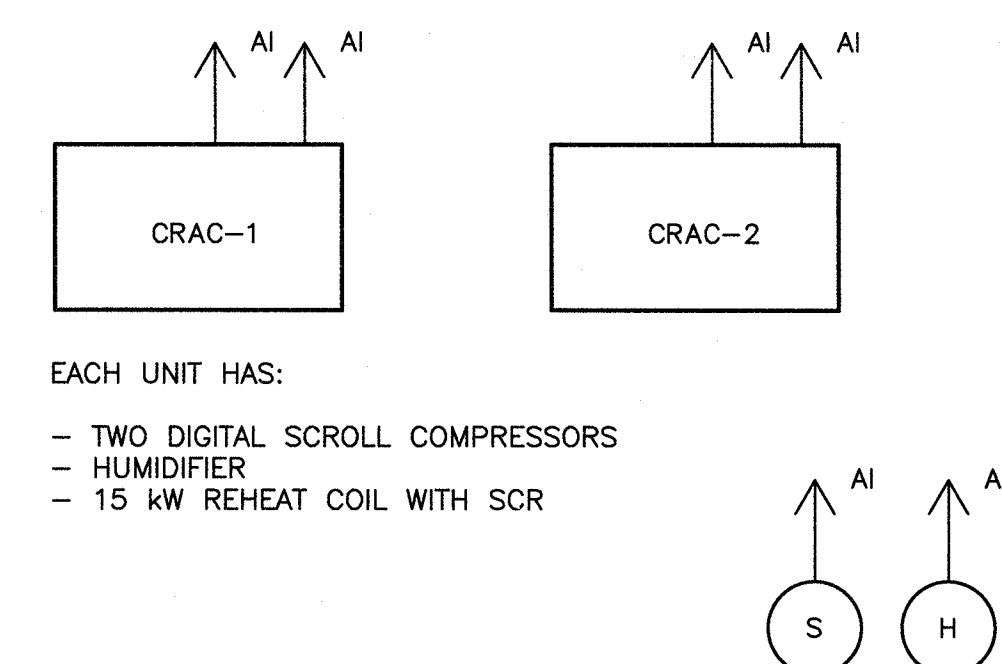 AI AI AI AI
CRAC-1 CRAC-2
EACH UNIT HAS:
- TWO DIGITAL SCROLL COMPRESSORS
- HUMIDIFIER
- 15 kW REHEAT COIL WITH SCR
AI A
S H